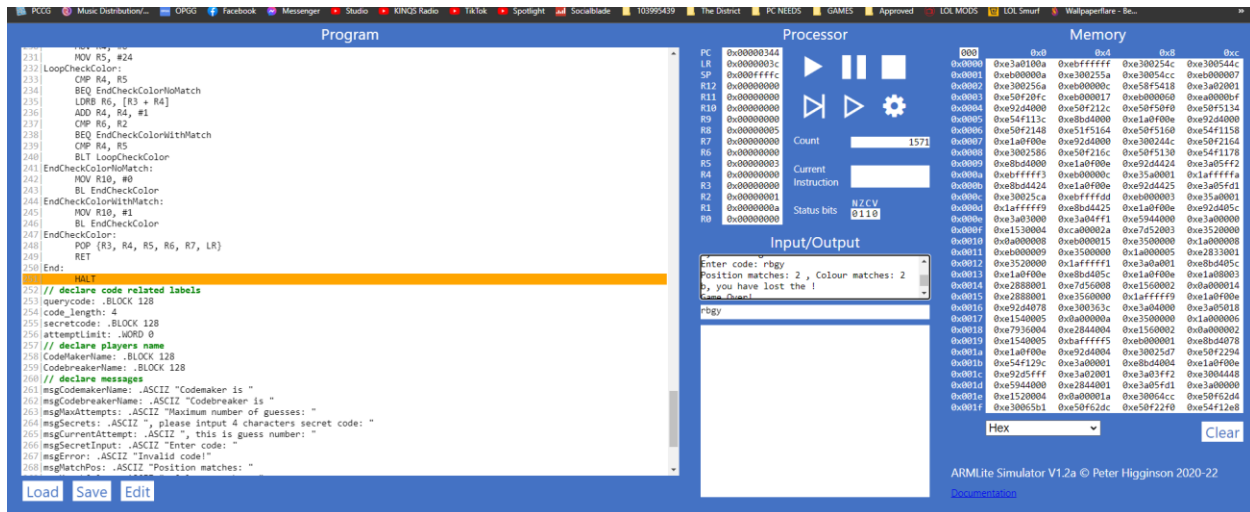 PCCG Music Distribution/... OPGG Facebook Messenger Studio KINQS Radio TikTok Spotlight Socialblade 103995439 The District PC NEEDS GAMES Approved LOL MODS LOL Smurf Wallpaperflare - Be... »
Program
231 MOV R5, #24
232 LoopCheckColor:
233 CMP R4, R5
234 BEQ EndCheckColorNoMatch
235 LDRB R6, [R3 + R4]
236 ADD R4, R4, #1
237 CMP R6, R2
238 BEQ EndCheckColorWithMatch
239 CMP R4, R5
240 BLT LoopCheckColor
241 EndCheckColorNoMatch:
242 MOV R10, #0
243 BL EndCheckColor
244 EndCheckColorWithMatch:
245 MOV R10, #1
246 BL EndCheckColor
247 EndCheckColor:
248 POP {R3, R4, R5, R6, R7, LR}
249 RET
250 End:
HALT
252 // declare code related labels
253 querycode: .BLOCK 128
254 code_length: 4
255 secretcode: .BLOCK 128
256 attemptLimit: .WORD 0
257 // declare players name
258 CodeMakerName: .BLOCK 128
259 CodebreakerName: .BLOCK 128
260 // declare messages
261 msgCodemakerName: .ASCIZ "Codemaker is "
262 msgCodebreakerName: .ASCIZ "Codebreaker is "
263 msgMaxAttempts: .ASCIZ "Maximum number of guesses: "
264 msgSecrets: .ASCIZ ", please intput 4 characters secret code: "
265 msgCurrentAttempt: .ASCIZ ", this is guess number: "
266 msgSecretInput: .ASCIZ "Enter code: "
267 msgError: .ASCIZ "Invalid code!"
268 msgMatchPos: .ASCIZ "Position matches: "
Load Save Edit
Processor
PC 0x00000344
LR 0x0000003c
SP 0x000ffffc
R12 0x00000000
R11 0x00000000
R10 0x00000000
R9 0x00000000
R8 0x00000005
R7 0x00000000
R6 0x00000000
R5 0x00000003
R4 0x00000000
R3 0x00000000
R2 0x00000001
R1 0x0000000a
R0 0x00000000
Count 1571
Current Instruction
Status bits NZCV 0110
Input/Output
Enter code: rbgy
Position matches: 2 , Colour matches: 2
b, you have lost the !
Game Over!
rbgy
Memory
000 0x0 0x4 0x8 0xc
0x0000 0xe3a0100a 0xebffffff 0xe300254c 0xe300544c
0x0001 0xeb00000a 0xe300255a 0xe30054cc 0xeb000007
0x0002 0xe300256a 0xeb00000c 0xe58f5418 0xe3a02001
0x0003 0xe50f20fc 0xeb000017 0xeb000060 0xea0000bf
0x0004 0xe92d4000 0xe50f212c 0xe50f50f0 0xe50f5134
0x0005 0xe54f113c 0xe8bd4000 0xe1a0f00e 0xe92d4000
0x0006 0xe50f2148 0xe51f5164 0xe50f5160 0xe54f1158
0x0007 0xe1a0f00e 0xe92d4000 0xe300244c 0xe50f2164
0x0008 0xe3002586 0xe50f216c 0xe50f5130 0xe54f1178
0x0009 0xe8bd4000 0xe1a0f00e 0xe92d4424 0xe3a05ff2
0x000a 0xebfffff3 0xeb00000c 0xe35a0001 0x1afffffa
0x000b 0xe8bd4424 0xe1a0f00e 0xe92d4425 0xe3a05fd1
0x000c 0xe30025ca 0xebffffdd 0xeb000003 0xe35a0001
0x000d 0x1afffff9 0xe8bd4425 0xe1a0f00e 0xe92d405c
0x000e 0xe3a03000 0xe3a04ff1 0xe5944000 0xe3a00000
0x000f 0xe1530004 0xca00002a 0xe7d52003 0xe3520000
0x0010 0x0a000008 0xeb000015 0xe3500000 0x1a000008
0x0011 0xeb000009 0xe3500000 0x1a000005 0xe2833001
0x0012 0xe3520000 0x1afffff1 0xe3a0a001 0xe8bd405c
0x0013 0xe1a0f00e 0xe8bd405c 0xe1a0f00e 0xe1a08003
0x0014 0xe2888001 0xe7d56008 0xe1560002 0x0a000014
0x0015 0xe2888001 0xe3560000 0x1afffff9 0xe1a0f00e
0x0016 0xe92d4078 0xe300363c 0xe3a04000 0xe3a05018
0x0017 0xe1540005 0x0a00000a 0xe3500000 0x1a000006
0x0018 0xe7936004 0xe2844004 0xe1560002 0x0a000002
0x0019 0xe1540005 0xbafffff5 0xeb000001 0xe8bd4078
0x001a 0xe1a0f00e 0xe92d4004 0xe30025d7 0xe50f2294
0x001b 0xe54f129c 0xe3a00001 0xe8bd4004 0xe1a0f00e
0x001c 0xe92d5fff 0xe3a02001 0xe3a03ff2 0xe3004448
0x001d 0xe5944000 0xe2844001 0xe3a05fd1 0xe3a00000
0x001e 0xe1520004 0x0a00001a 0xe30064cc 0xe50f62d4
0x001f 0xe30065b1 0xe50f62dc 0xe50f22f0 0xe54f12e8
Hex
Clear
ARMLite Simulator V1.2a © Peter Higginson 2020-22
Documentation